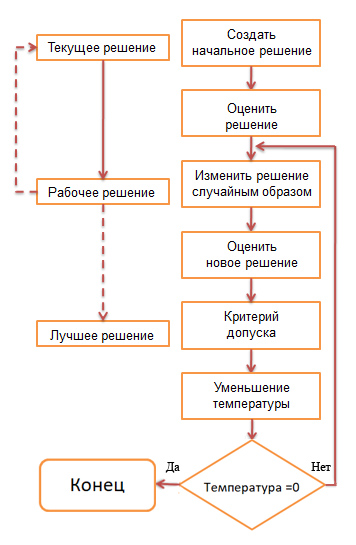 Текущее решение
Рабочее решение
Лучшее решение
Создать
начальное решение
Оценить
решение
Изменить решение
случайным образом
Оценить
новое решение
Критерий
допуска
Уменьшение
температуры
Да
Нет
Температура =0
Конец